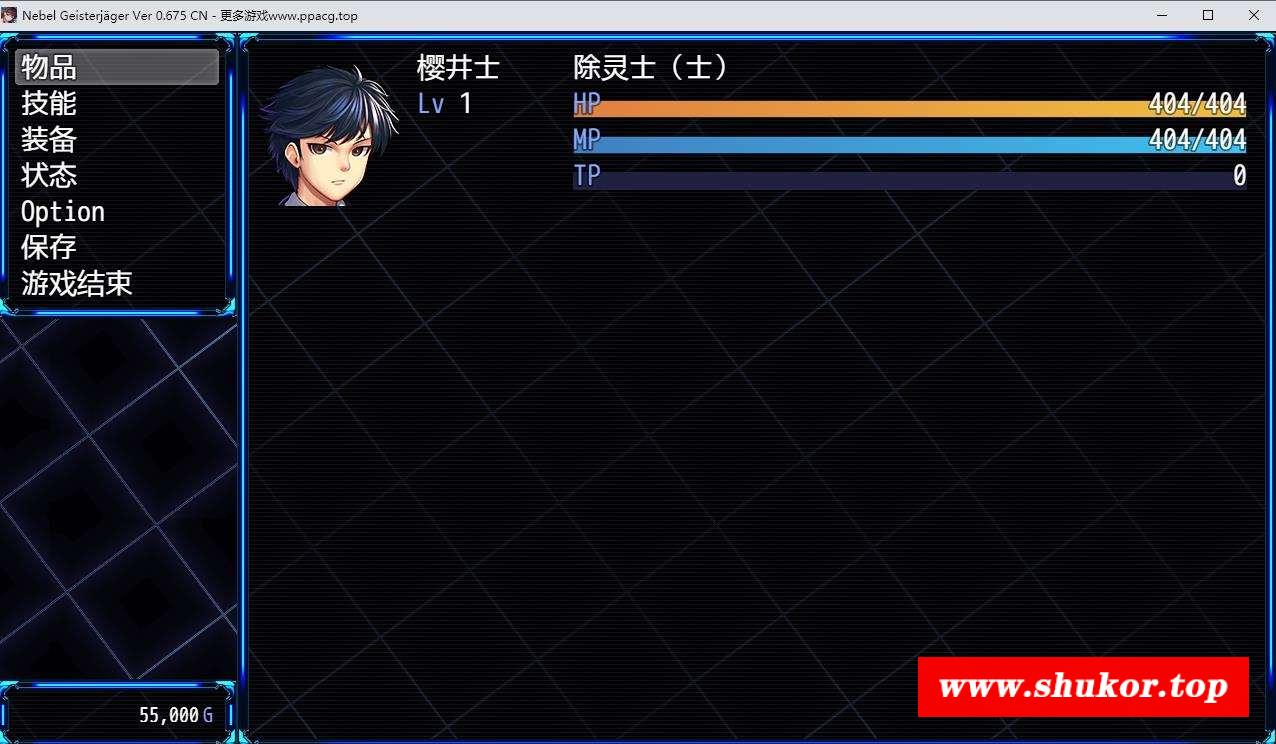 Nebel Geisterjäger Ver 0.675 CN - 更多游戏www.ppacg.top
物品
技能
装备
状态
Option
保存
游戏结束
樱井士
除灵士（士）
Lv 1
HP 404/404
MP 404/404
TP 0
55,000 G
www.shukor.top